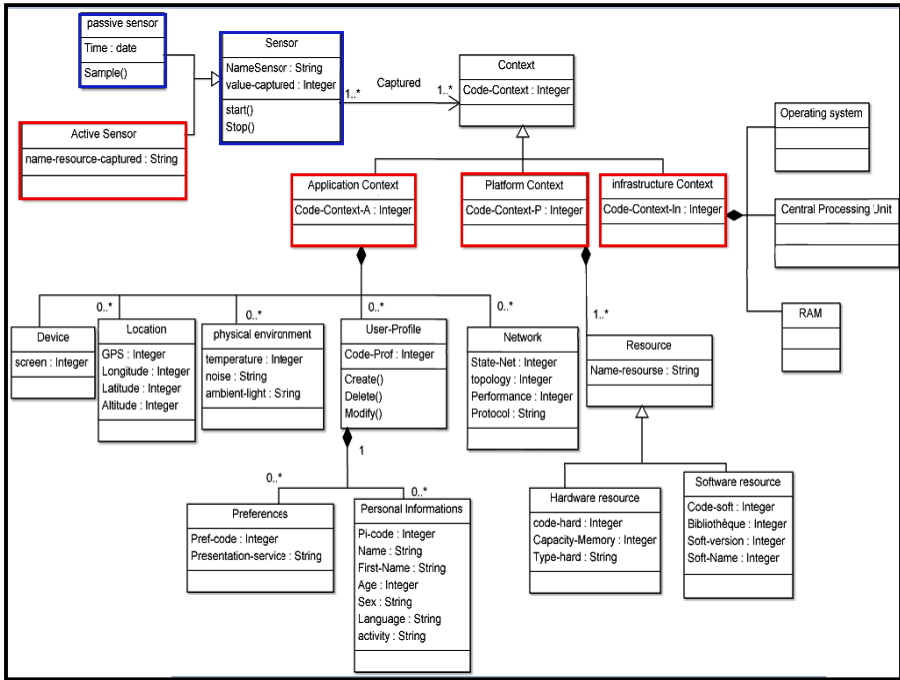 passive sensor
Time : date
Sample()
Sensor
NameSensor : String
value-captured : Integer
start()
Stop()
Captured
1..*
1..*
Context
Code-Context : Integer
Active Sensor
name-resource-captured : String
Operating system
Central Processing Unit
RAM
Application Context
Code-Context-A : Integer
Platform Context
Code-Context-P : Integer
infrastructure Context
Code-Context-In : Integer
0..*
0..*
0..*
0..*
1..*
Device
screen : Integer
Location
GPS : Integer
Longitude : Integer
Latitude : Integer
Altitude : Integer
physical envircnment
temperature : Integer
noise : String
ambient-light : String
User-Profile
Code-Prof : Integer
Create()
Delete()
Modify()
Network
State-Net : Integer
topology : Integer
Performance : Integer
Protocol : String
Resource
Name-resourse : String
1
0..*
0..*
Preferences
Pref-code : Integer
Presentation-service : String
Personal Informations
Pi-code : Integer
Name : String
First-Name : String
Age : Integer
Sex : String
Language : String
activity : String
Hardware resource
code-hard : Integer
Capacity-Memory : Integer
Type-hard : String
Software resource
Code-soft : Integer
Bibliothèque : Integer
Soft-version : Integer
Soft-Name : Integer